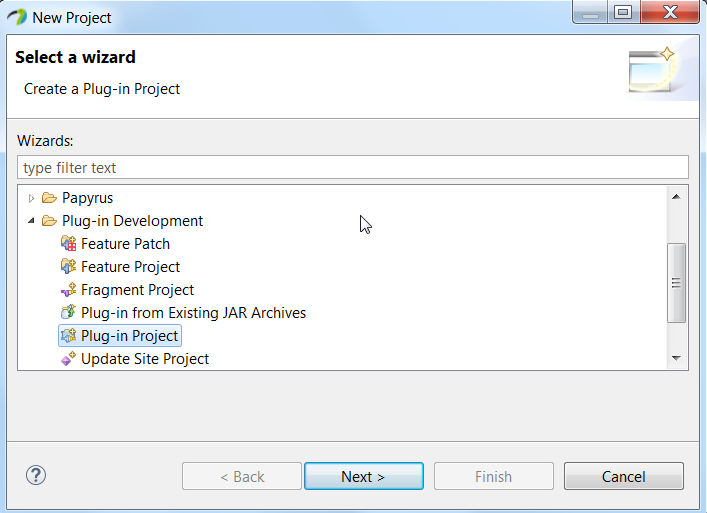 New Project
Select a wizard
Create a Plug-in Project
Wizards:
type filter text
Papyrus
Plug-in Development
Feature Patch
Feature Project
Fragment Project
Plug-in from Existing JAR Archives
Plug-in Project
Update Site Project
< Back Next > Finish Cancel